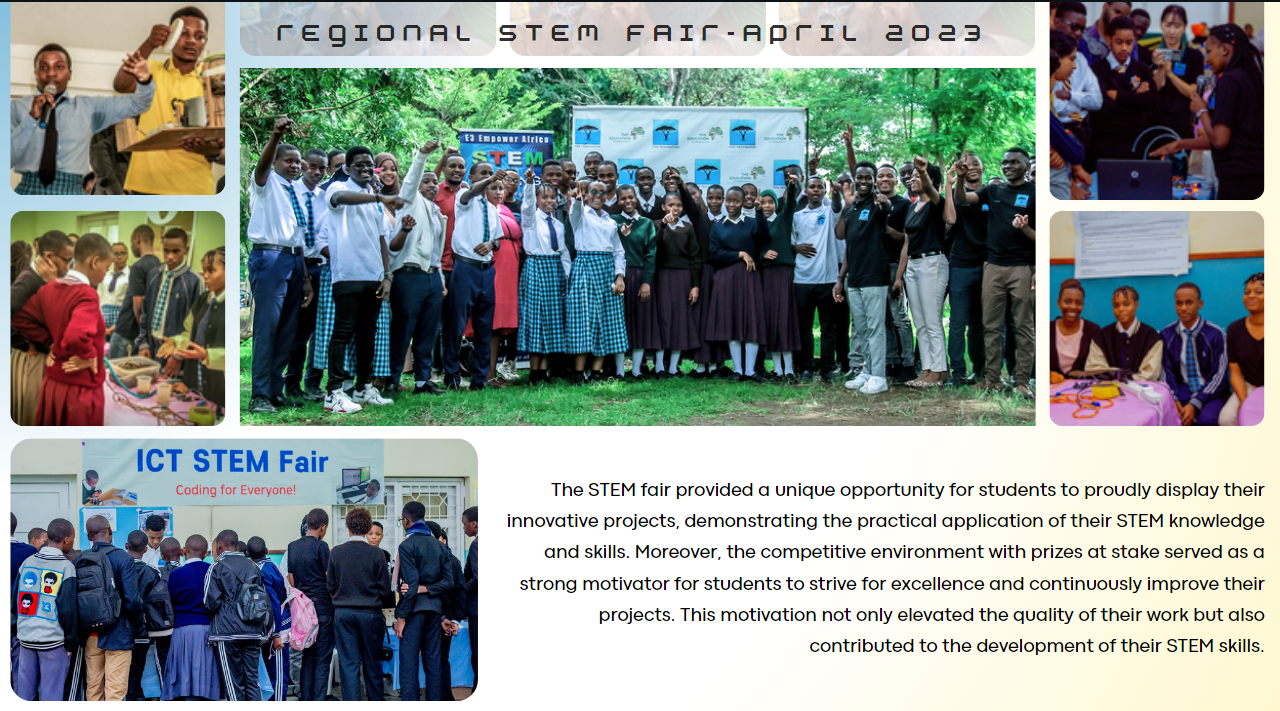 regional STEM Fair-April 2023
E3 Empower Africa
STEM
THE
EDUCATION
ICT STEM Fair
Coding for Everyone!
23
The STEM fair provided a unique opportunity for students to proudly display their
innovative projects, demonstrating the practical application of their STEM knowledge
and skills. Moreover, the competitive environment with prizes at stake served as a
strong motivator for students to strive for excellence and continuously improve their
projects. This motivation not only elevated the quality of their work but also
contributed to the development of their STEM skills.